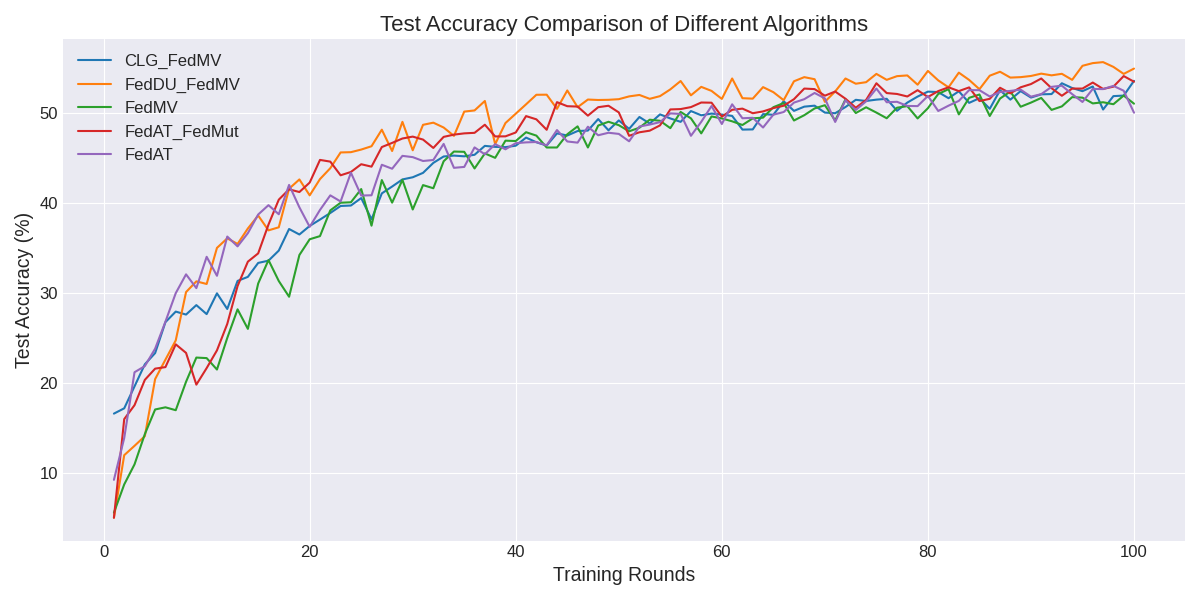 Test Accuracy Comparison of Different Algorithms
CLG_FedMV
FedDU_FedMV
FedMV
FedAT_FedMut
FedAT
Test Accuracy (%)
50
40
30
20
10
0 20 40 60 80 100
Training Rounds